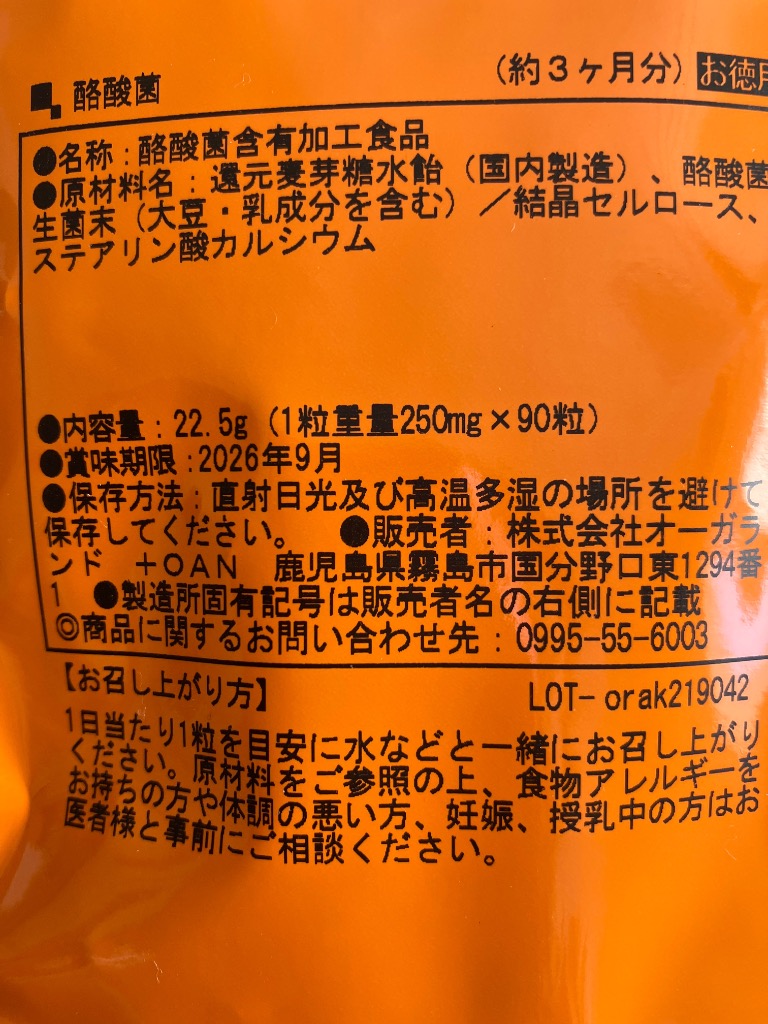 酪酸菌 (約3ヶ月分) お徳用
●名称:酪酸菌含有加工食品
●原材料名:還元麦芽糖水飴(国内製造)、酪酸菌
生菌末(大豆・乳成分を含む)/結晶セルロース、
ステアリン酸カルシウム
●内容量:22.5g(1粒重量250mg×90粒)
●賞味期限:2026年9月
●保存方法:直射日光及び高温多湿の場所を避けて
保存してください。 ●販売者 株式会社オーガラ
ンド +OAN 鹿児島県霧島市国分野口東1294番
1 ●製造所固有記号は販売者名の右側に記載
◎商品に関するお問い合わせ先:0995-55-6003
【お召し上がり方】 LOT- orak219042
1日当たり1粒を目安に水などと一緒にお召し上がり
ください。原材料をご参照の上、食物アレルギーを
お持ちの方や体調の悪い方、妊娠、授乳中の方はお
医者様と事前にご相談ください。